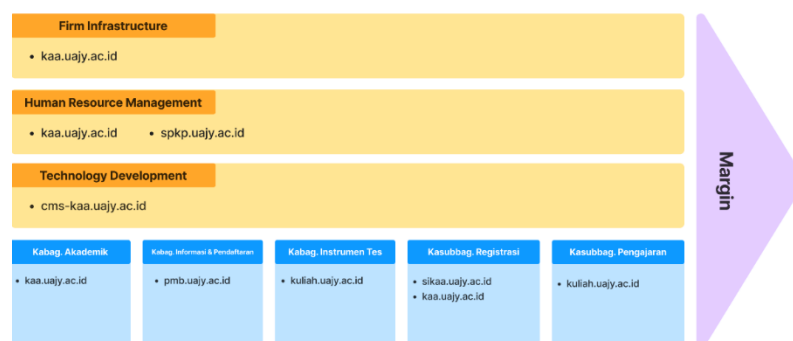 Firm Infrastructure
• kaa.uajy.ac.id
Human Resource Management
• kaa.uajy.ac.id • spkp.uajy.ac.id
Technology Development
• cms-kaa.uajy.ac.id
Kabag. Akademik
• kaa.uajy.ac.id
Kabag. Informasi & Pendaftaran
• pmb.uajy.ac.id
Kabag. Instrumen Tes
• kuliah.uajy.ac.id
Kasubbag. Registrasi
• sikaa.uajy.ac.id
• kaa.uajy.ac.id
Kasubbag. Pengajaran
• kuliah.uajy.ac.id
Margin